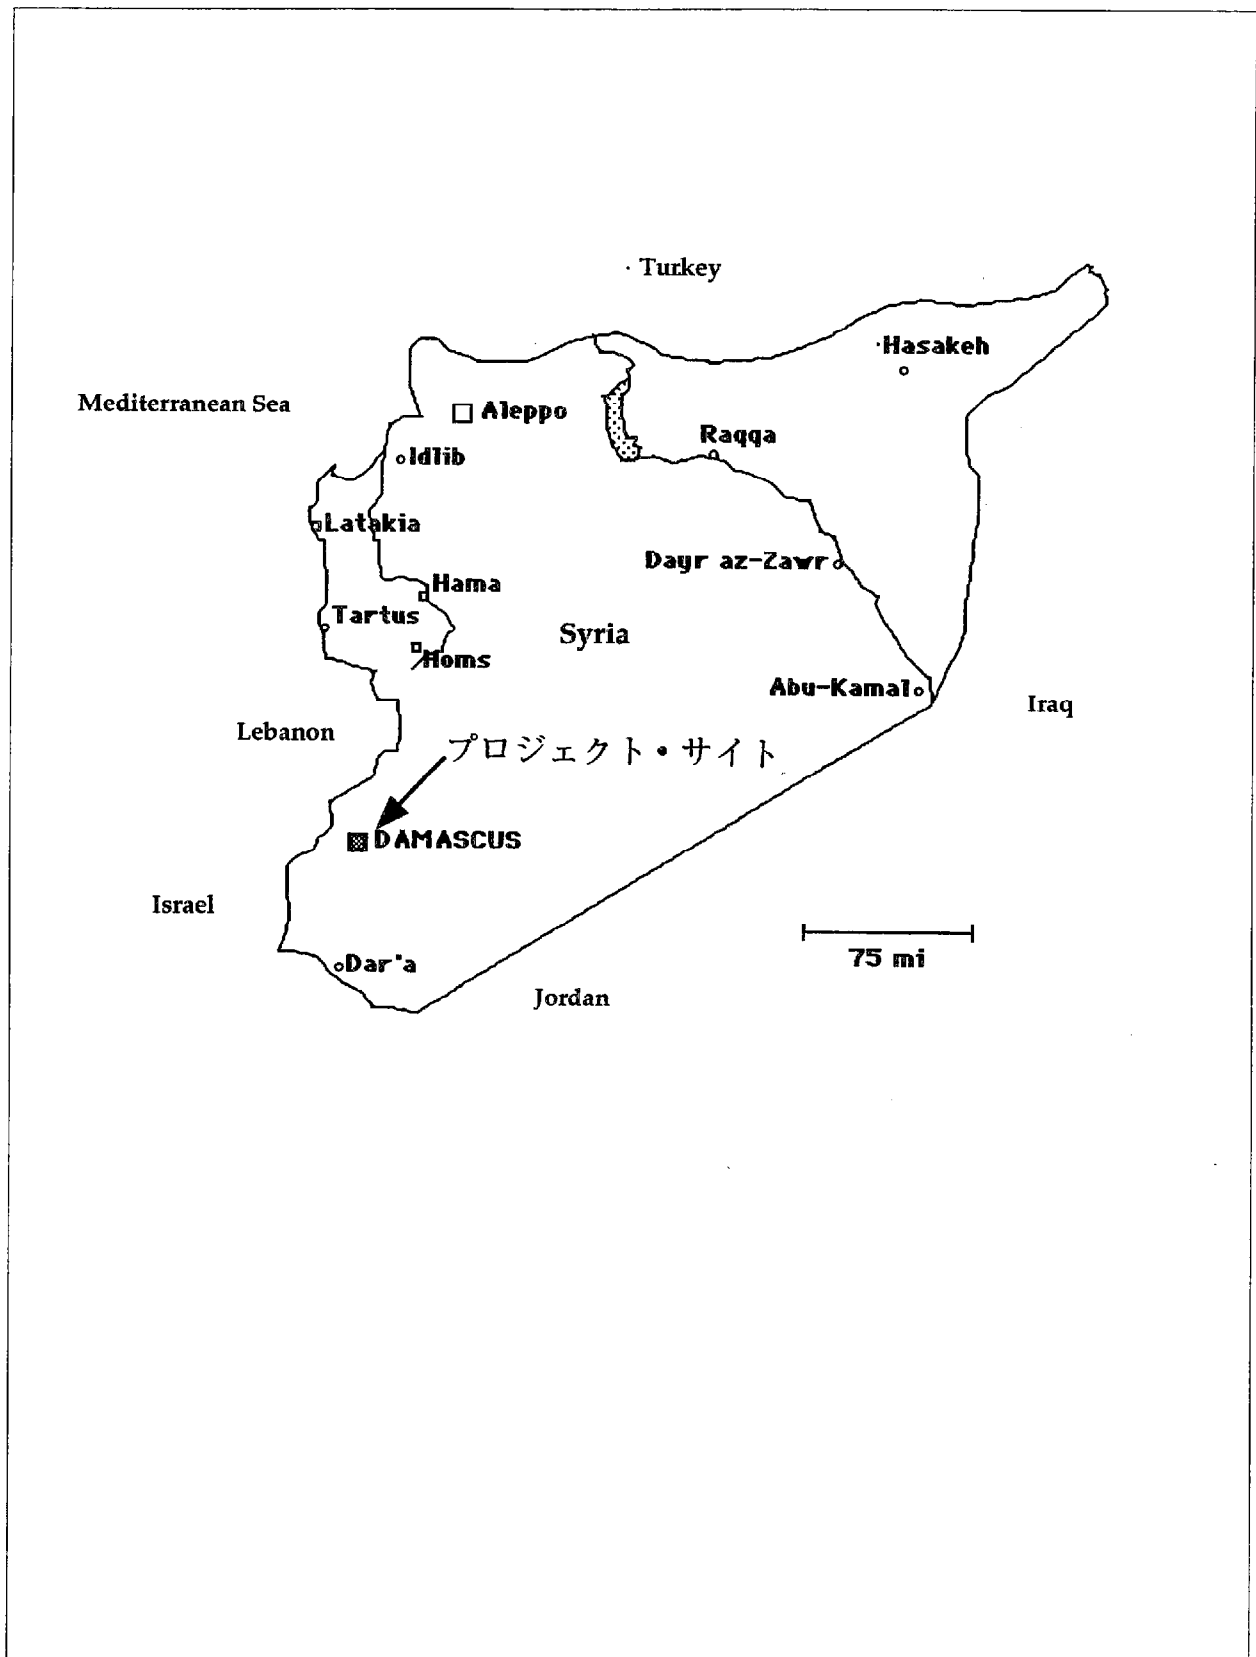 Turkey
Hasakeh
Mediterranean Sea
Aleppo
Raqqa
Idlib
Latakia
Dayr az-Zawr
Hama
Tartus
Syria
Homs
Abu-Kamal
Iraq
Lebanon
プロジェクト・サイト
DAMASCUS
Israel
75 mi
Dar'a
Jordan